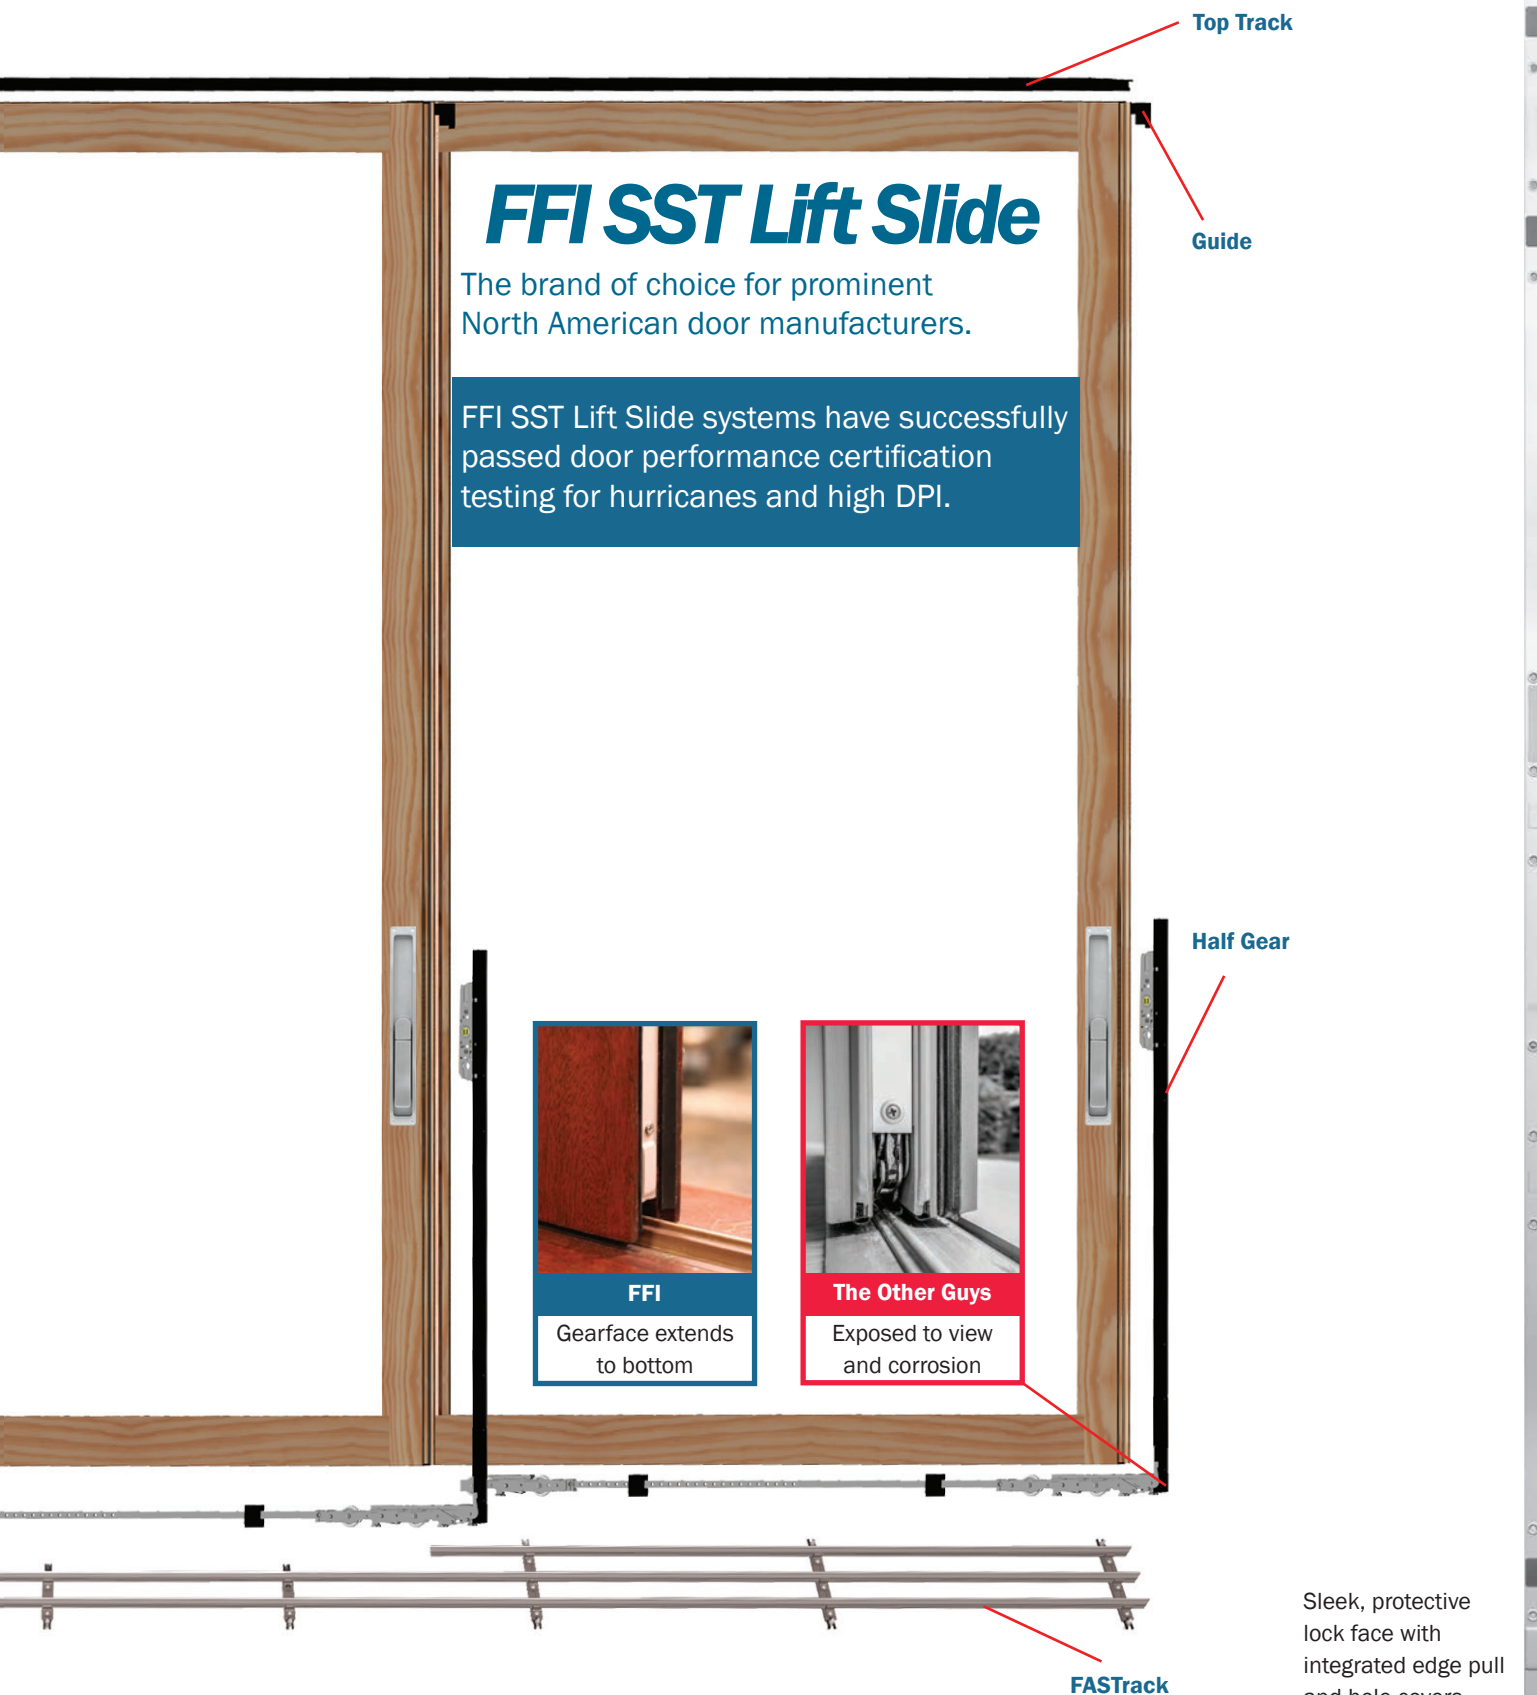 Top Track
Guide
FFI SST Lift Slide
The brand of choice for prominent
North American door manufacturers.
FFI SST Lift Slide systems have successfully
passed door performance certification
testing for hurricanes and high DPI.
Half Gear
FFI
Gearface extends
to bottom
The Other Guys
Exposed to view
and corrosion
FASTrack
Sleek, protective
lock face with
integrated edge pull
and hole covers